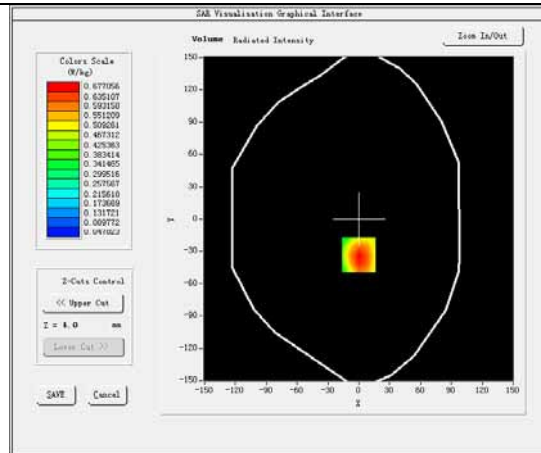 SAR Visualisation Graphical Interface
Volume Radiated Intensity
Zoom In/Out
Colors Scale
(W/kg)
0.677056
0.635107
0.593158
0.551209
0.509261
0.467312
0.425363
0.383414
0.341465
0.299516
0.257567
0.215618
0.173669
0.131721
0.089772
0.047823
Z-Cuts Control
<< Upper Cut
Z = 4.0 mm
Lower Cut >>
SAVE Cancel
150
120
90
60
30
0
-30
-60
-90
-120
-150
Y
-150 -120 -90 -60 -30 0 30 60 90 120 150
X